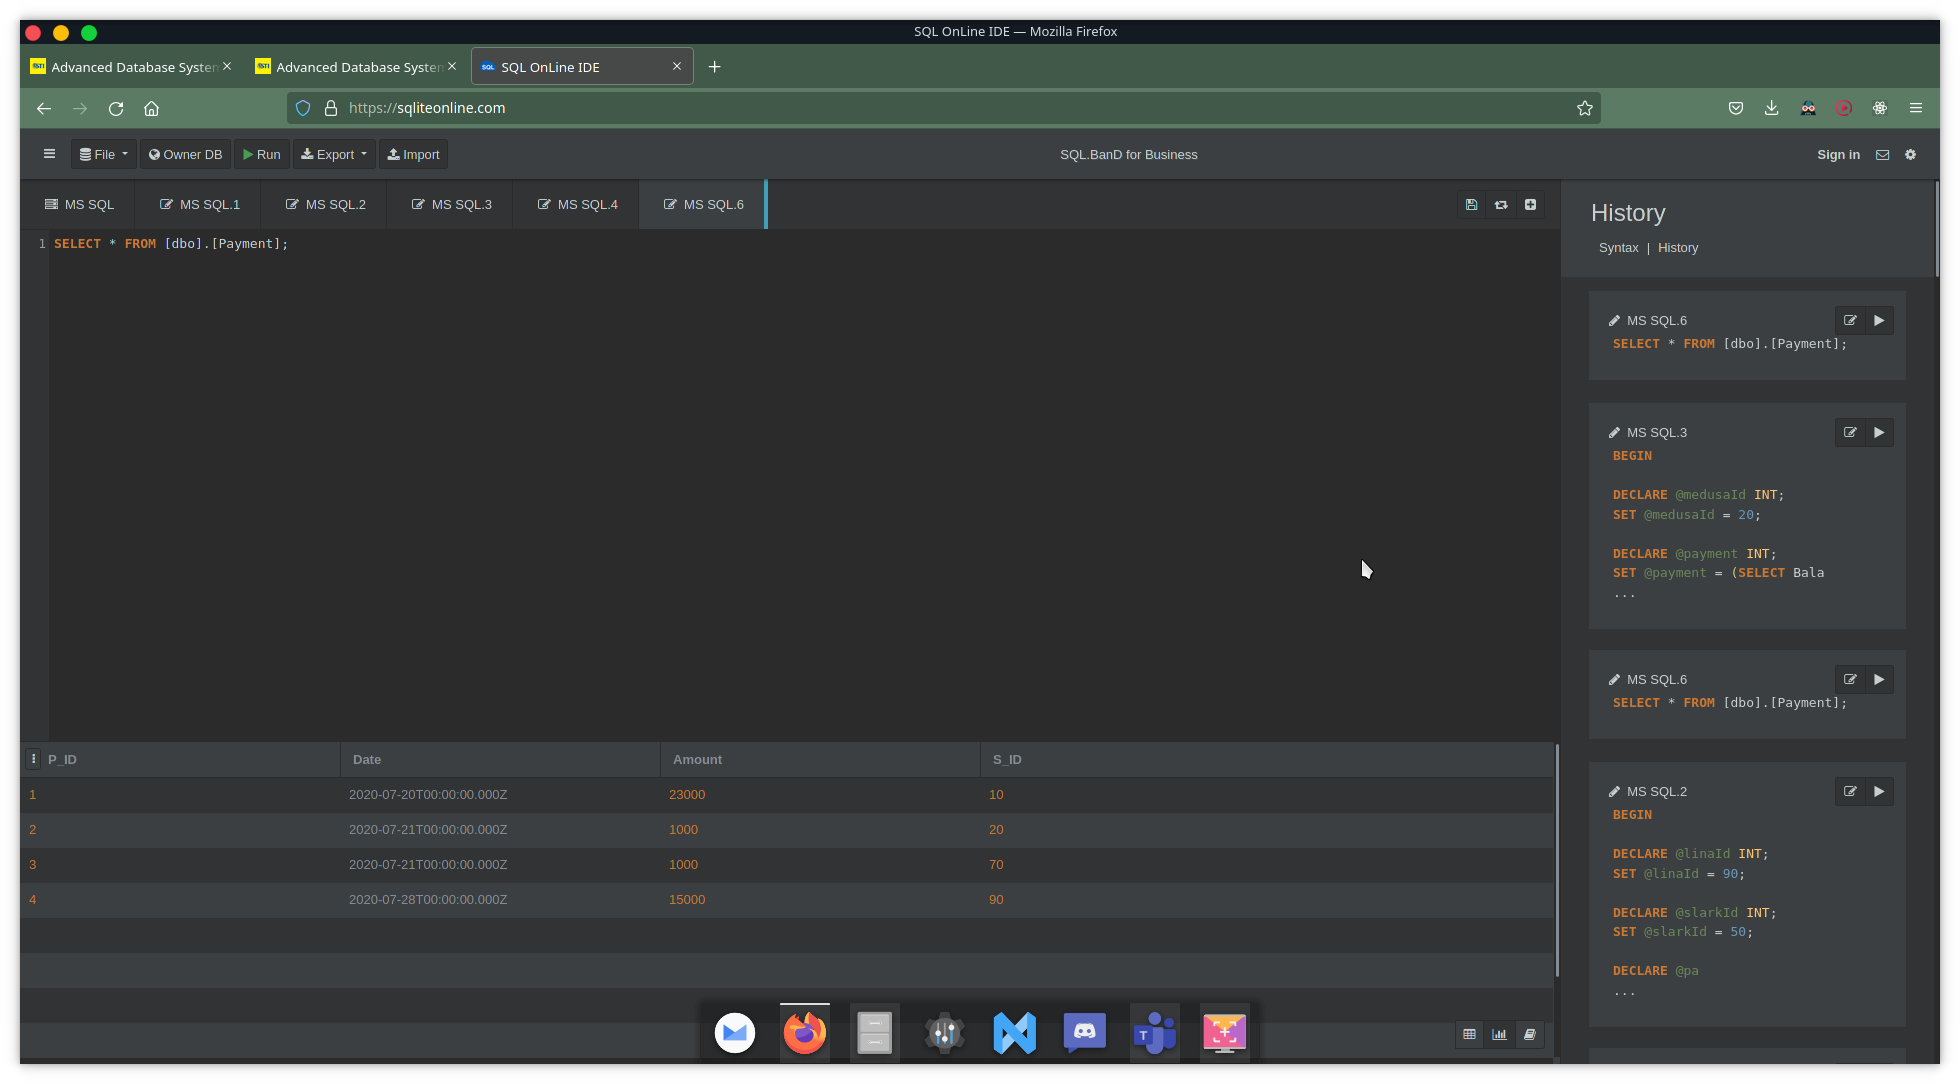 SQL OnLine IDE — Mozilla Firefox
STI Advanced Database System
STI Advanced Database System
SQL SQL OnLine IDE
https://sqliteonline.com
File
Owner DB
Run
Export
Import
SQL.BanD for Business
Sign in
MS SQL
MS SQL.1
MS SQL.2
MS SQL.3
MS SQL.4
MS SQL.6
1 SELECT * FROM [dbo].[Payment];
P_ID Date Amount S_ID
1 2020-07-20T00:00:00.000Z 23000 10
2 2020-07-21T00:00:00.000Z 1000 20
3 2020-07-21T00:00:00.000Z 1000 70
4 2020-07-28T00:00:00.000Z 15000 90
History
Syntax | History
MS SQL.6
SELECT * FROM [dbo].[Payment];
MS SQL.3
BEGIN
DECLARE @medusaId INT;
SET @medusaId = 20;
DECLARE @payment INT;
SET @payment = (SELECT Bala
...
MS SQL.6
SELECT * FROM [dbo].[Payment];
MS SQL.2
BEGIN
DECLARE @linaId INT;
SET @linaId = 90;
DECLARE @slarkId INT;
SET @slarkId = 50;
DECLARE @pa
...
T